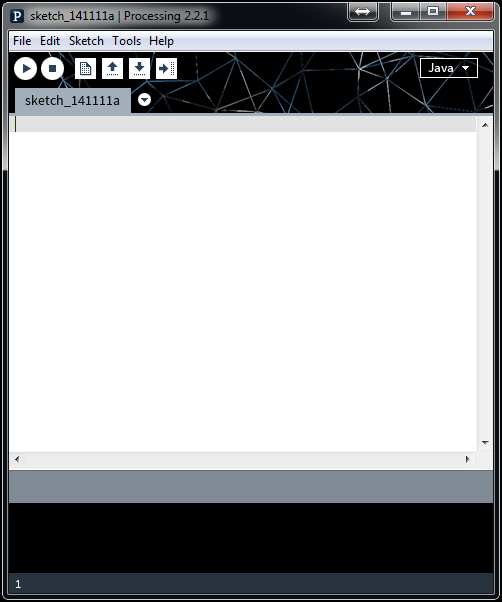 P sketch_141111a | Processing 2.2.1
File Edit Sketch Tools Help
Java
sketch_141111a
1